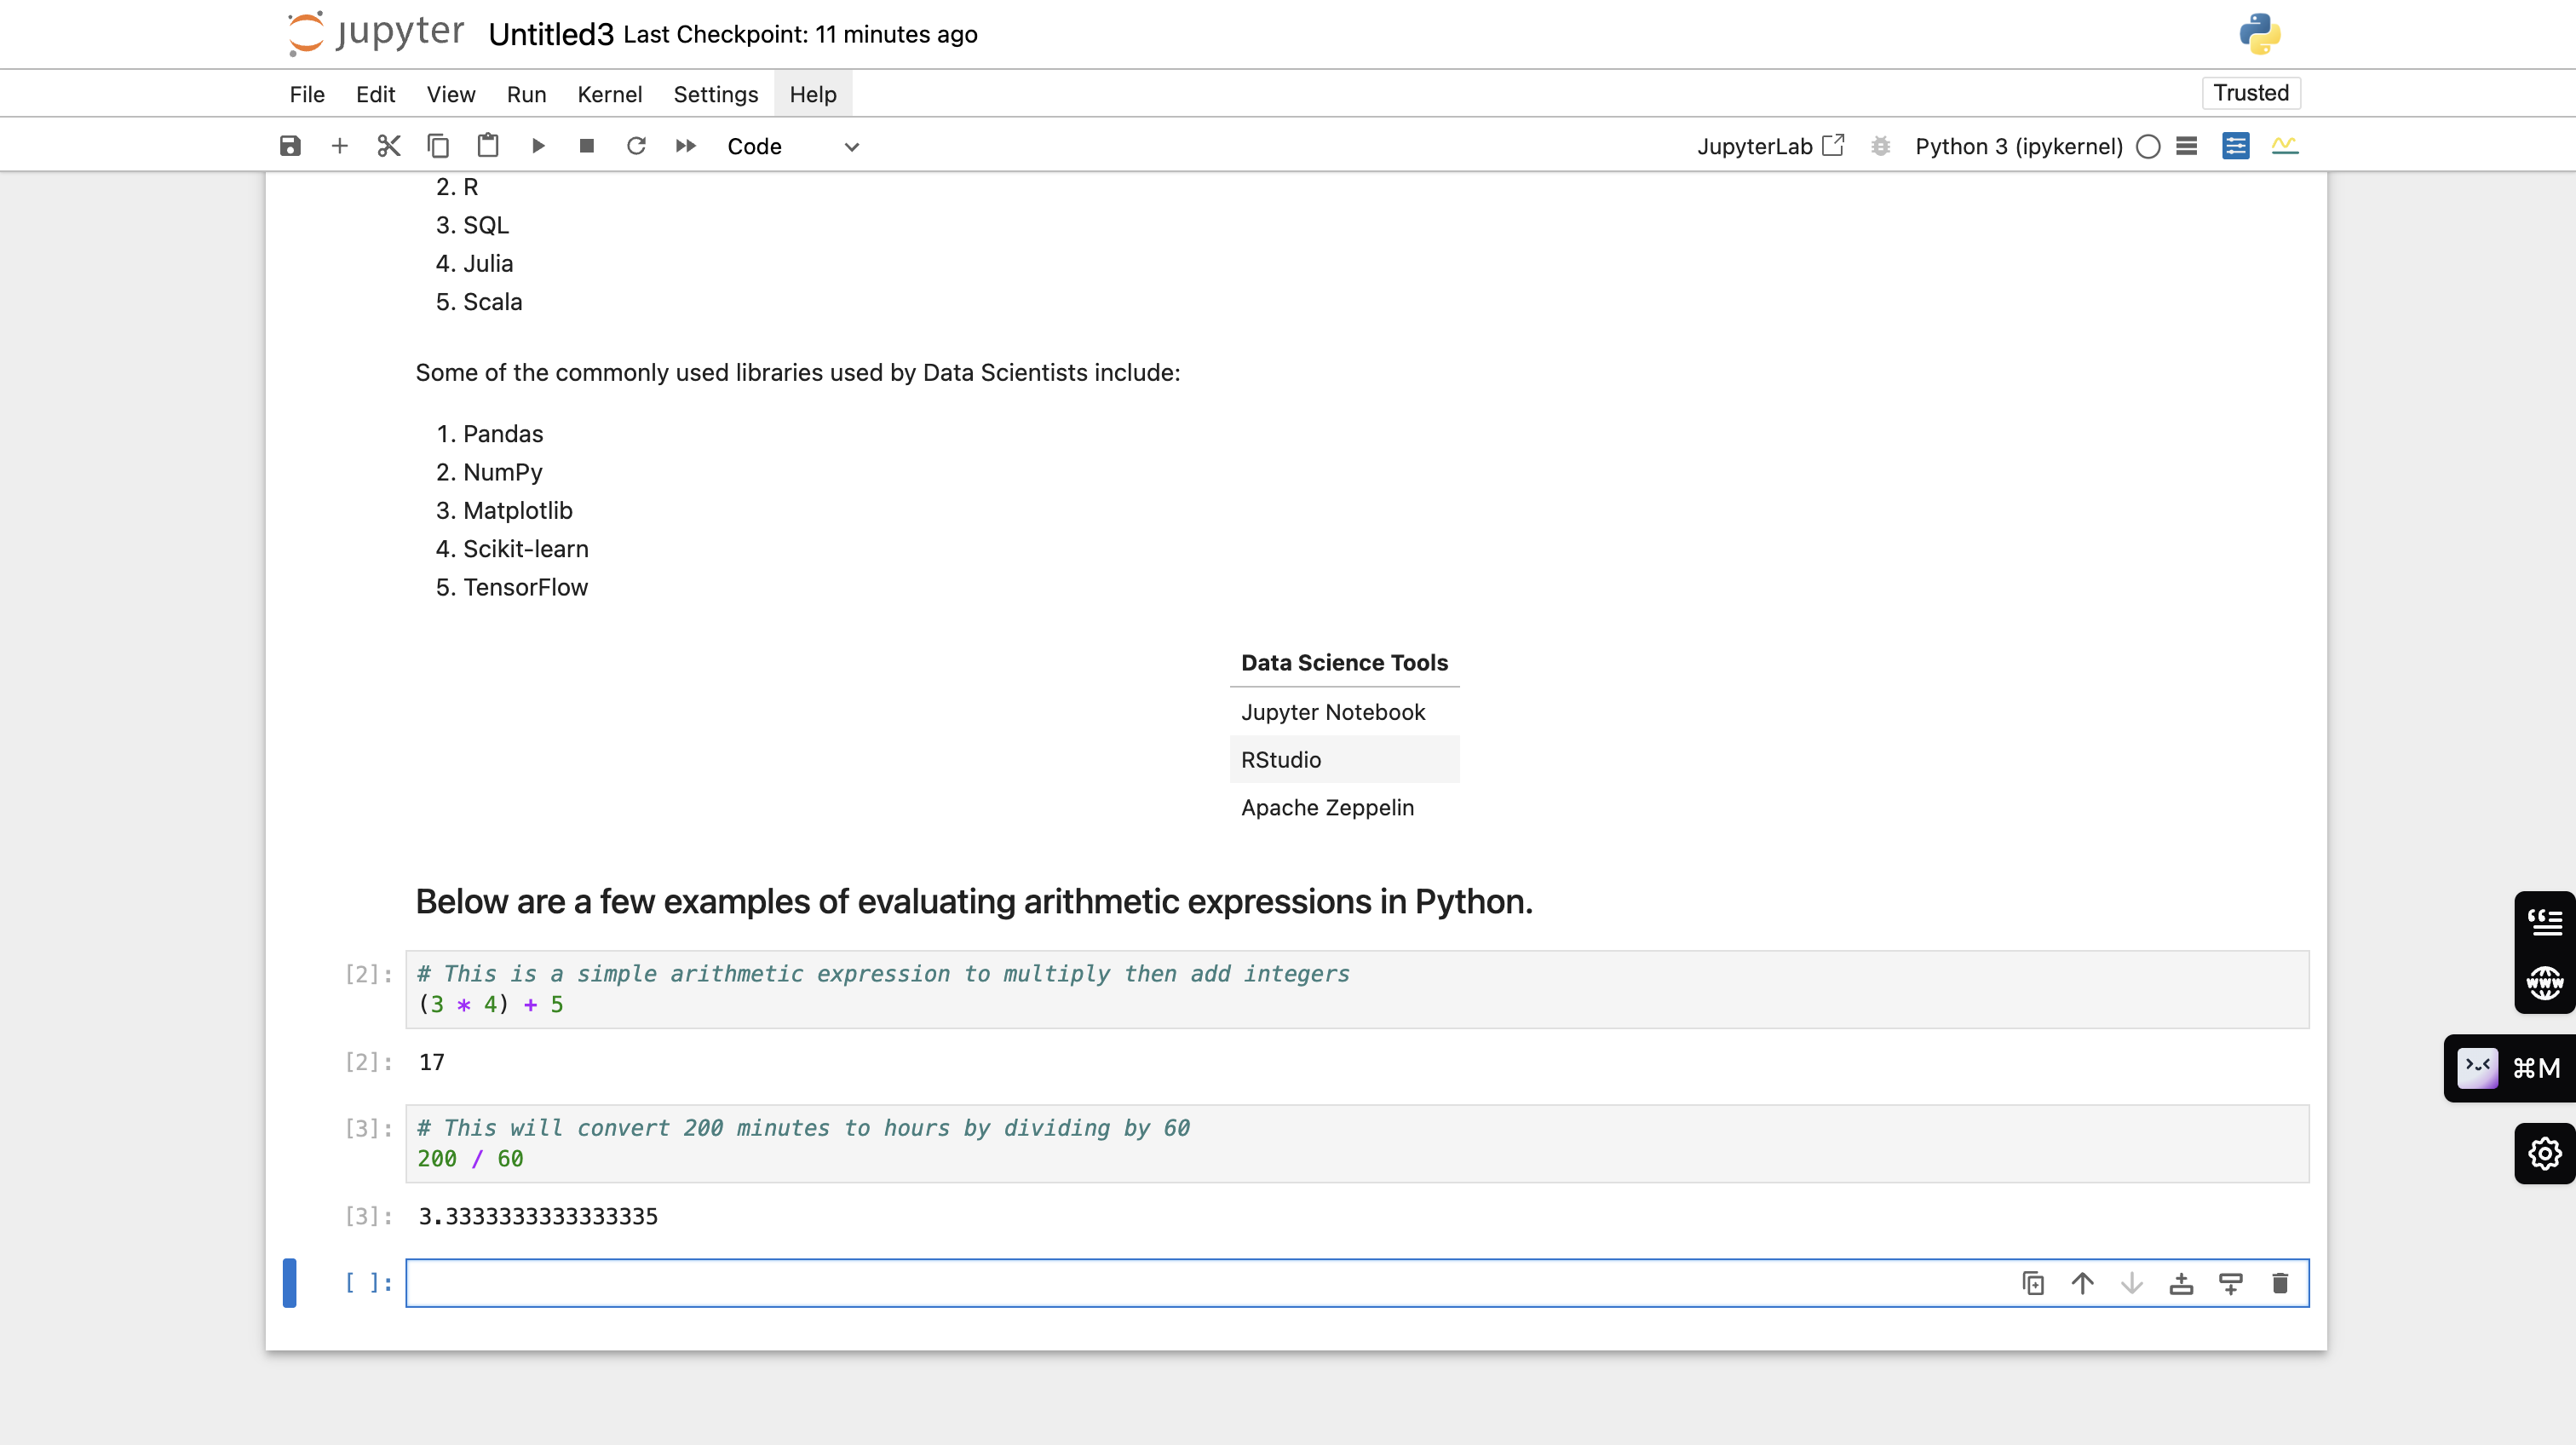 jupyter Untitled3 Last Checkpoint: 11 minutes ago
File Edit View Run Kernel Settings Help Trusted
Code JupyterLab Python 3 (ipykernel)
2. R
3. SQL
4. Julia
5. Scala
Some of the commonly used libraries used by Data Scientists include:
1. Pandas
2. NumPy
3. Matplotlib
4. Scikit-learn
5. TensorFlow
Data Science Tools
Jupyter Notebook
RStudio
Apache Zeppelin
Below are a few examples of evaluating arithmetic expressions in Python.
[2]: # This is a simple arithmetic expression to multiply then add integers
(3 * 4) + 5
[2]: 17
[3]: # This will convert 200 minutes to hours by dividing by 60
200 / 60
[3]: 3.3333333333333335
[ ]:
WWW
⌘M